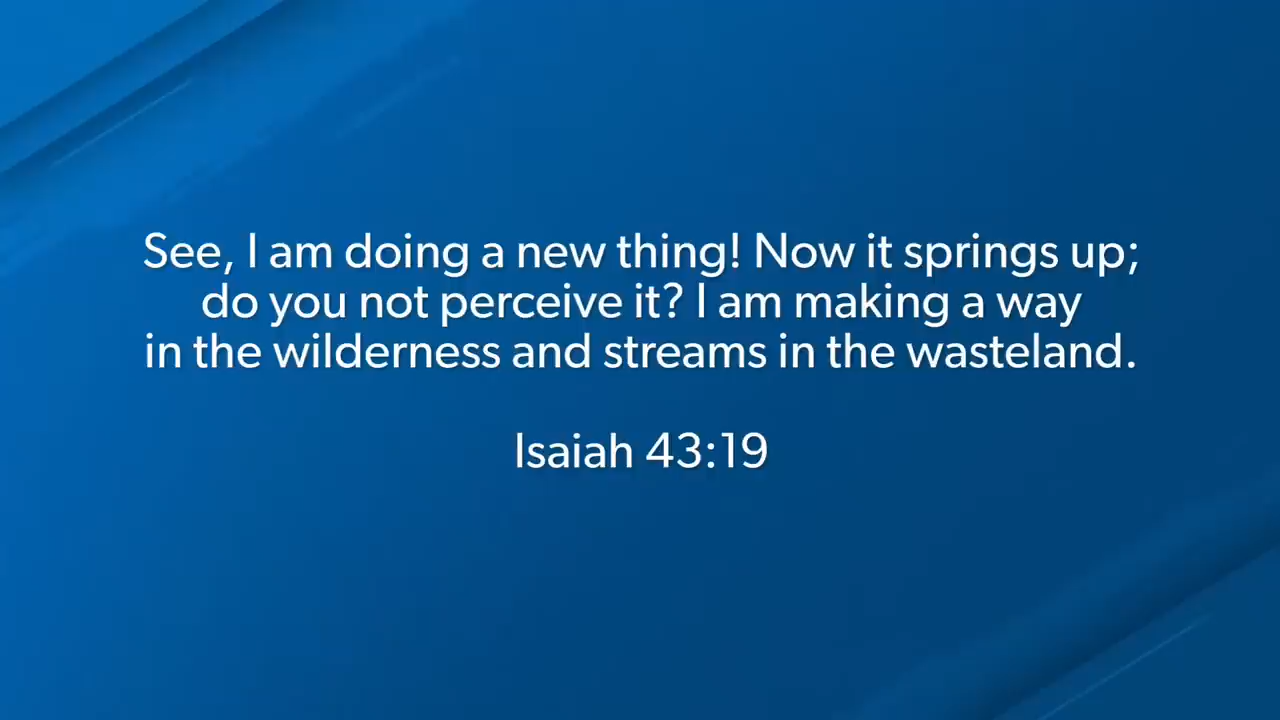 See, I am doing a new thing! Now it springs up;
do you not perceive it? I am making a way
in the wilderness and streams in the wasteland.
Isaiah 43:19